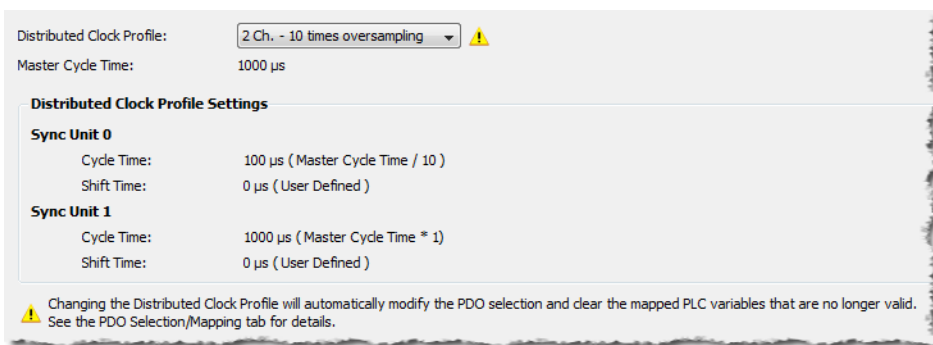 Distributed Clock Profile: 2 Ch. - 10 times oversampling
Master Cycle Time: 1000 µs
Distributed Clock Profile Settings
Sync Unit 0
Cycle Time: 100 µs ( Master Cycle Time / 10 )
Shift Time: 0 µs ( User Defined )
Sync Unit 1
Cycle Time: 1000 µs ( Master Cycle Time * 1)
Shift Time: 0 µs ( User Defined )
Changing the Distributed Clock Profile will automatically modify the PDO selection and clear the mapped PLC variables that are no longer valid.
See the PDO Selection/Mapping tab for details.